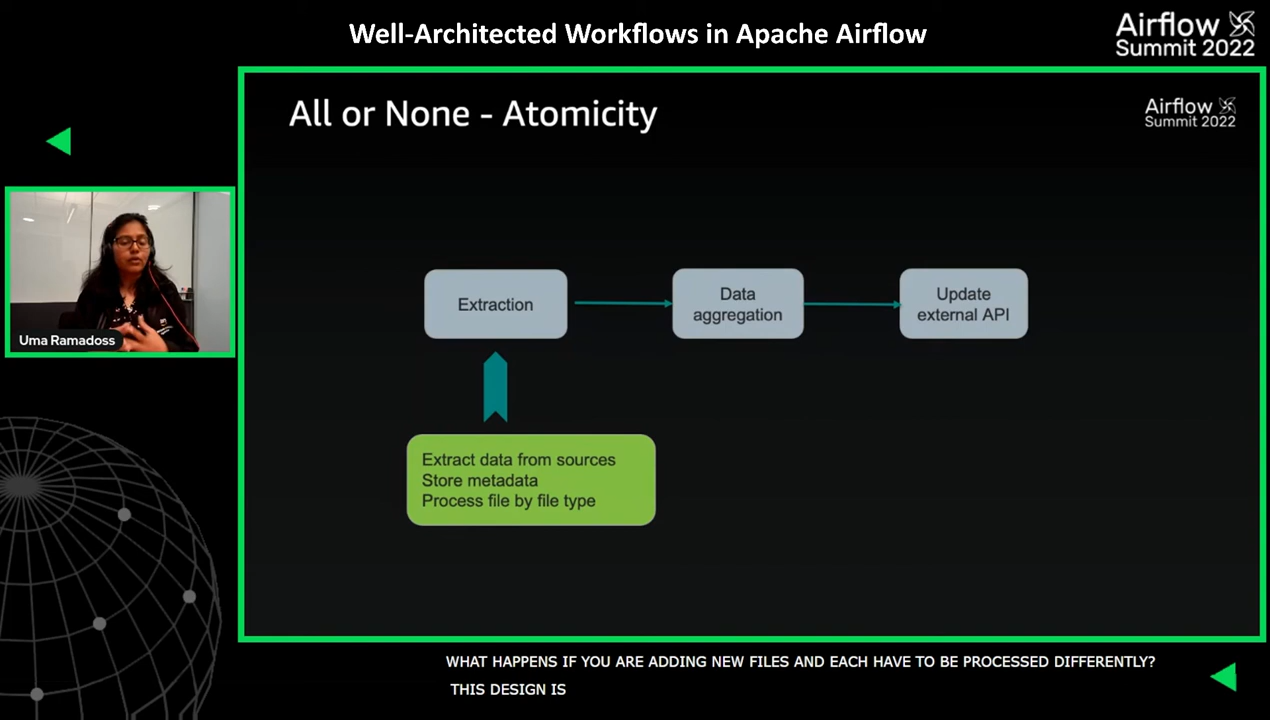 Well-Architected Workflows in Apache Airflow
Airflow
Summit 2022
All or None - Atomicity
Airflow
Summit 2022
Uma Ramadoss
Extraction
Data
aggregation
Update
external API
Extract data from sources
Store metadata
Process file by file type
WHAT HAPPENS IF YOU ARE ADDING NEW FILES AND EACH HAVE TO BE PROCESSED DIFFERENTLY?
THIS DESIGN IS